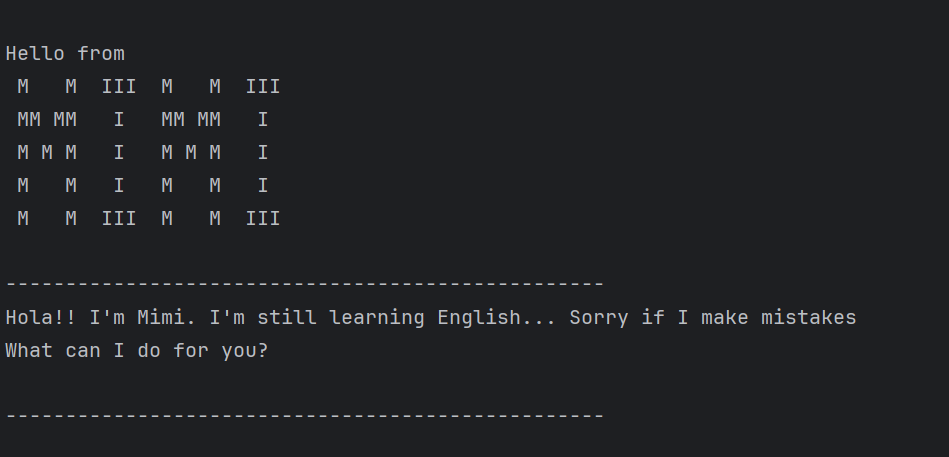 Hello from
 M   M  III  M   M  III
 MM MM   I   MM MM   I
 M M M   I   M M M   I
 M   M   I   M   M   I
 M   M  III  M   M  III
--------------------------------------------------
Hola!! I'm Mimi. I'm still learning English... Sorry if I make mistakes
What can I do for you?
--------------------------------------------------